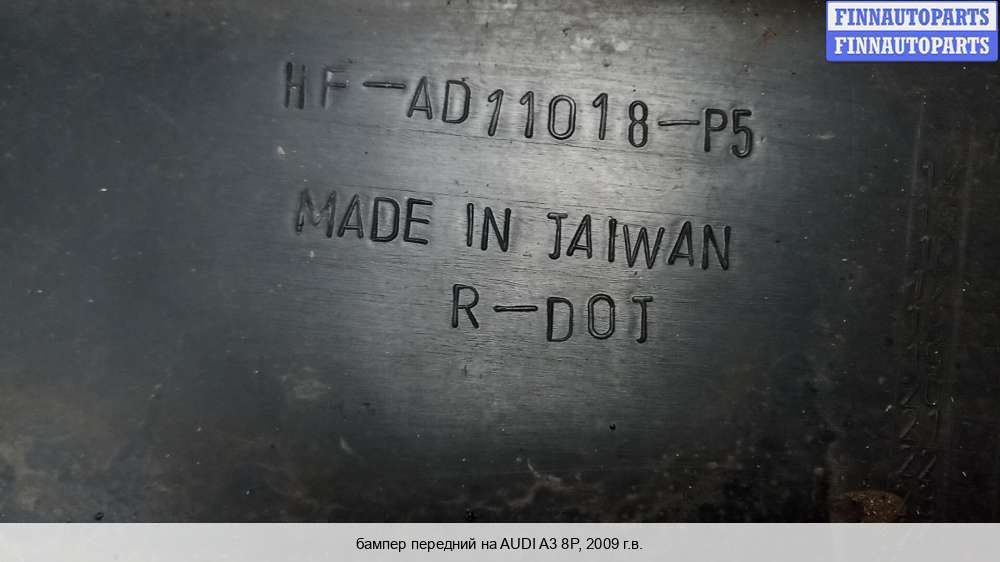 FINNAUTOPARTS
FINNAUTOPARTS
HF-AD11018-P5
MADE IN TAIWAN
R-DOT
бампер передний на AUDI A3 8P, 2009 г.в.